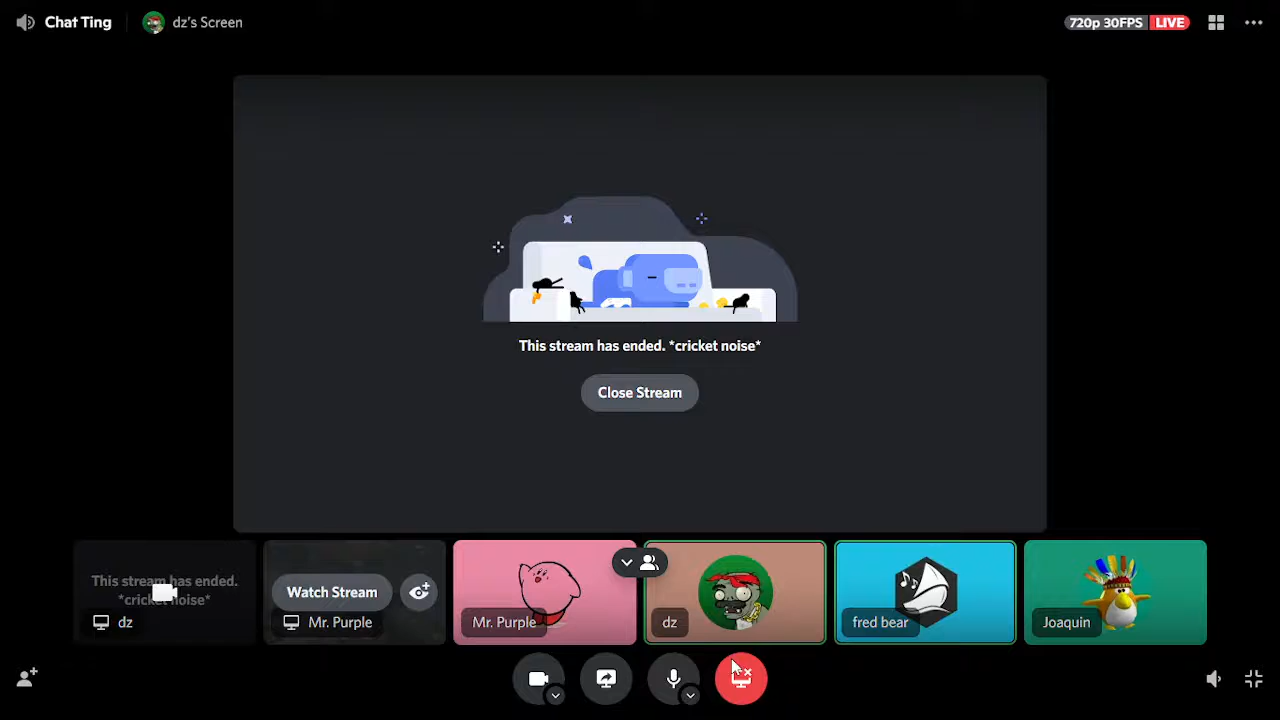 Chat Ting
dz's Screen
720p 30FPS LIVE
This stream has ended. *cricket noise*
Close Stream
This stream has ended.
*cricket noise*
dz
Watch Stream
Mr. Purple
Mr. Purple
dz
fred bear
Joaquin